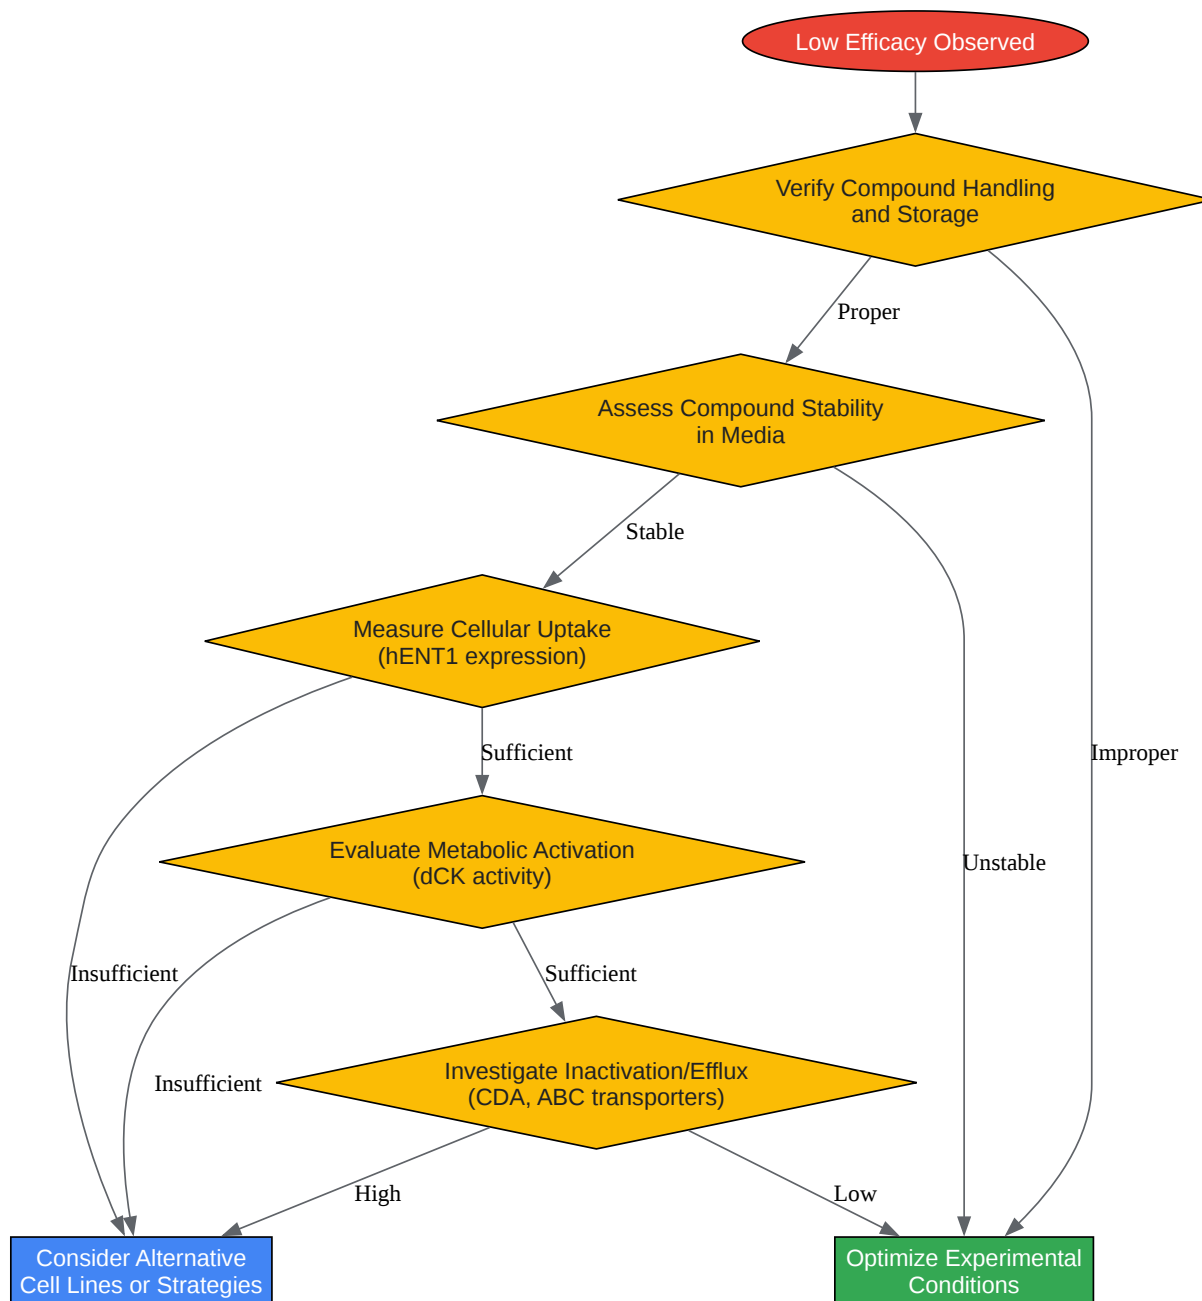 Low Efficacy Observed
Verify Compound Handling
and Storage
Proper
Assess Compound Stability
in Media
Stable
Measure Cellular Uptake
(hENT1 expression)
Sufficient
Improper
Evaluate Metabolic Activation
(dCK activity)
Unstable
Insufficient
Sufficient
Investigate Inactivation/Efflux
(CDA, ABC transporters)
Insufficient
High
Low
Consider Alternative
Cell Lines or Strategies
Optimize Experimental
Conditions